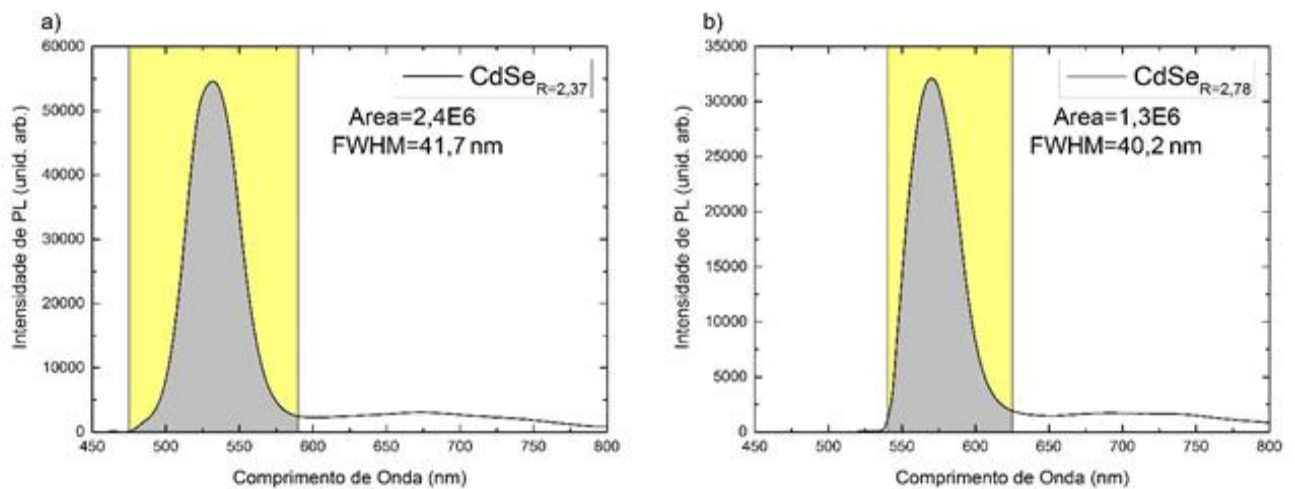 a)
60000
50000
40000
30000
20000
10000
0
Intensidade de PL (unid. arb.)
CdSe R=2,37
Area=2,4E6
FWHM=41,7 nm
450 500 550 600 650 700 750 800
Comprimento de Onda (nm)
b)
35000
30000
25000
20000
15000
10000
5000
0
Intensidade de PL (unid. arb.)
CdSe R=2,78
Area=1,3E6
FWHM=40,2 nm
450 500 550 600 650 700 750 800
Comprimento de Onda (nm)